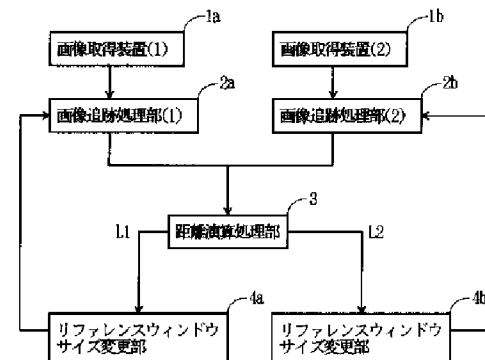 1a
1b
画像取得装置(1)
画像取得装置(2)
2a
2b
画像追跡処理部(1)
画像追跡処理部(2)
3
L1
距離演算処理部
L2
4a
4b
リファレンスウィンドウ
サイズ変更部
リファレンスウィンドウ
サイズ変更部